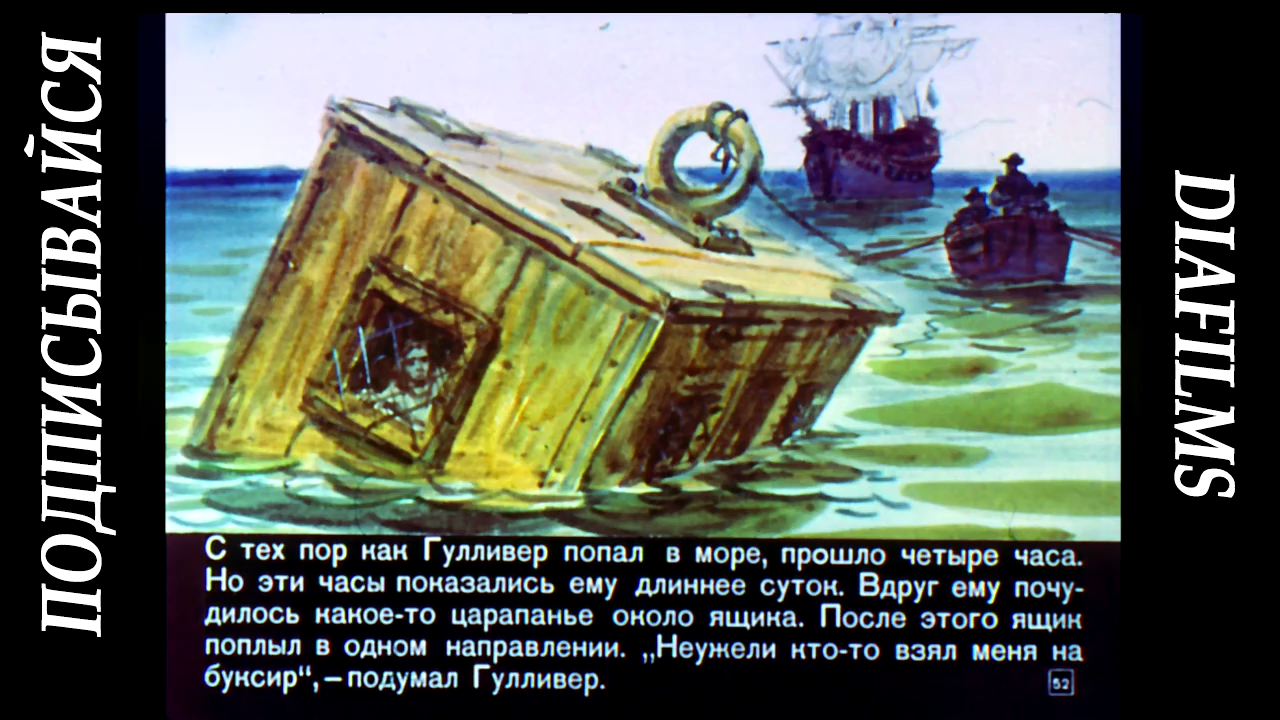 ПОДПИСЫВАЙСЯ
DIAFILMS
С тех пор как Гулливер попал в море, прошло четыре часа.
Но эти часы показались ему длиннее суток. Вдруг ему почу-
дилось какое-то царапанье около ящика. После этого ящик
поплыл в одном направлении. „Неужели кто-то взял меня на
буксир“, – подумал Гулливер.
52